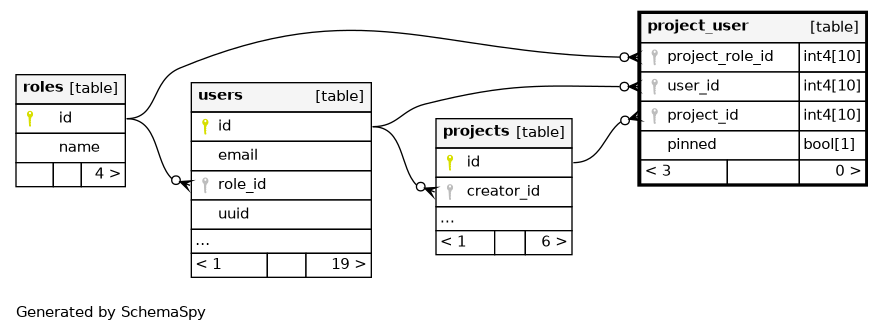 roles [table]
id
name
4 >
users [table]
id
email
role_id
uuid
...
< 1 19 >
projects [table]
id
creator_id
...
< 1 6 >
project_user [table]
project_role_id int4[10]
user_id int4[10]
project_id int4[10]
pinned bool[1]
< 3 0 >
Generated by SchemaSpy